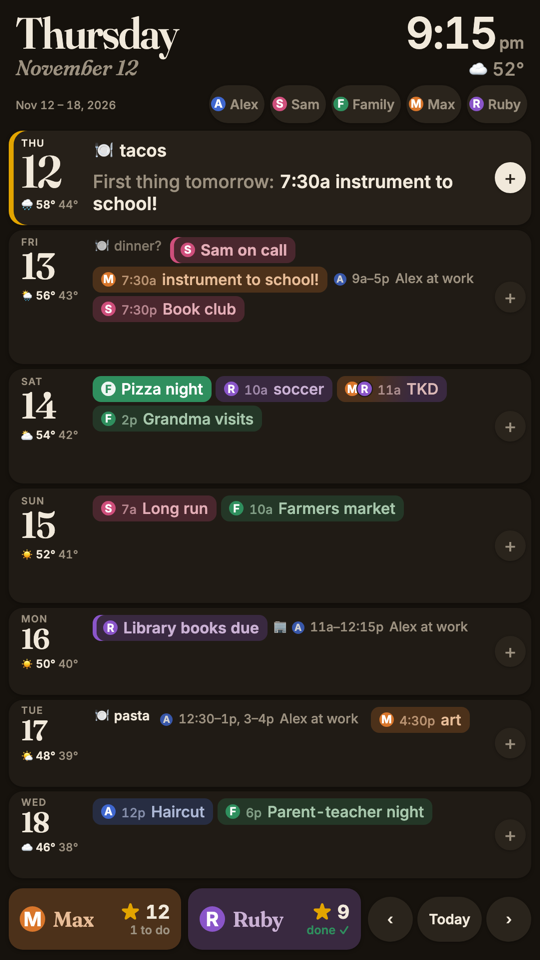 Thursday
9:15 pm
November 12
52°
Nov 12 – 18, 2026
A Alex
S Sam
F Family
M Max
R Ruby
THU
12
58° 44°
tacos
First thing tomorrow: 7:30a instrument to
school!
+
FRI
13
56° 43°
dinner?
S Sam on call
M 7:30a instrument to school!
A 9a–5p Alex at work
S 7:30p Book club
+
SAT
14
54° 42°
F Pizza night
R 10a soccer
M R 11a TKD
F 2p Grandma visits
+
SUN
15
52° 41°
S 7a Long run
F 10a Farmers market
+
MON
16
50° 40°
R Library books due
A 11a–12:15p Alex at work
+
TUE
17
48° 39°
pasta
A 12:30–1p, 3–4p Alex at work
M 4:30p art
+
WED
18
46° 38°
A 12p Haircut
F 6p Parent-teacher night
+
M Max
12
1 to do
R Ruby
9
done ✓
‹
Today
›